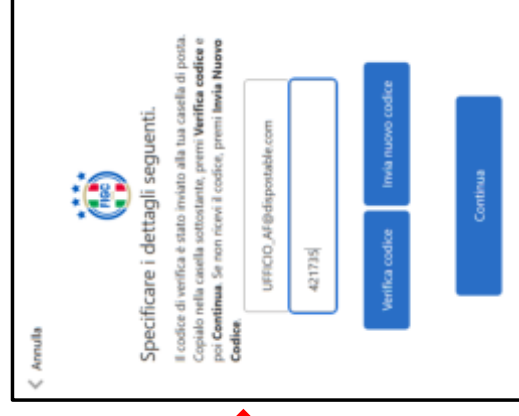 Annulla
FIGC
Specificare i dettagli seguenti.
Il codice di verifica è stato inviato alla tua casella di posta.
Copialo nella casella sottostante, premi Verifica codice e
poi Continua. Se non ricevi il codice, premi Invia Nuovo
Codice.
UFFICIO_AF@dispostable.com
421735
Verifica codice
Invia nuovo codice
Continua